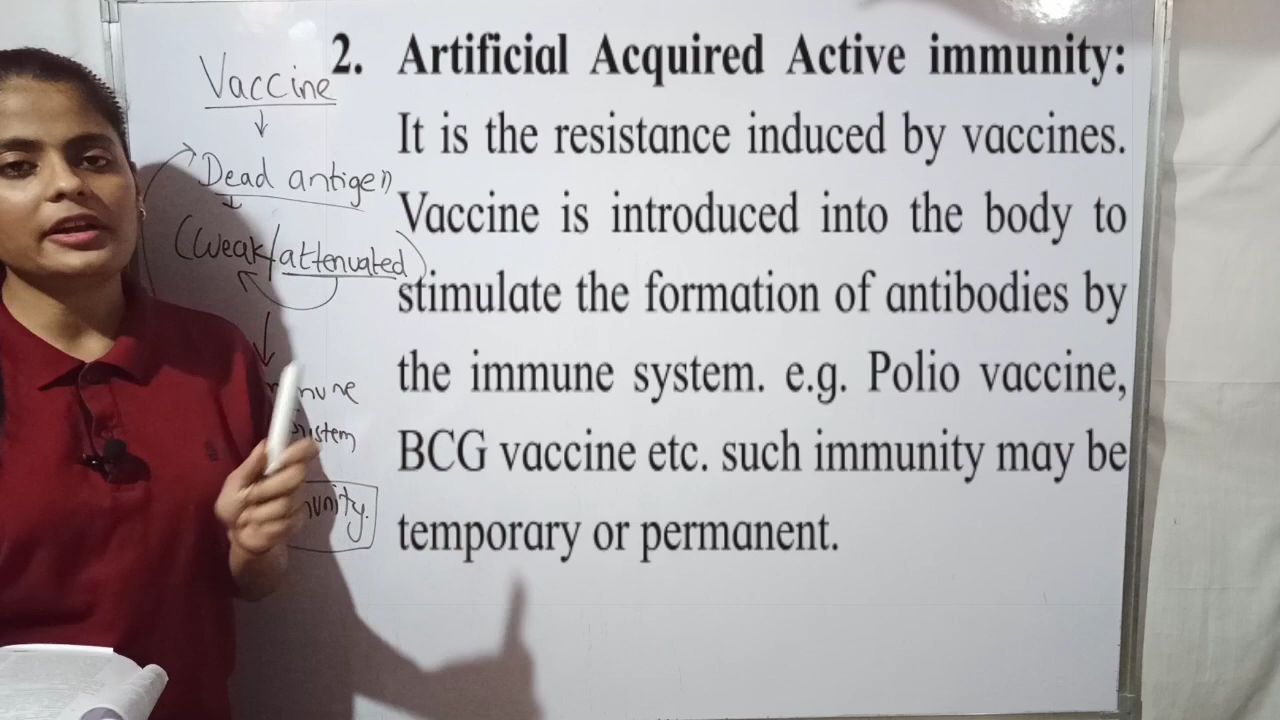 Vaccine
Dead antigen
(Weak/attenuated)
2. Artificial Acquired Active immunity:
It is the resistance induced by vaccines.
Vaccine is introduced into the body to
stimulate the formation of antibodies by
the immune system. e.g. Polio vaccine,
BCG vaccine etc. such immunity may be
temporary or permanent.